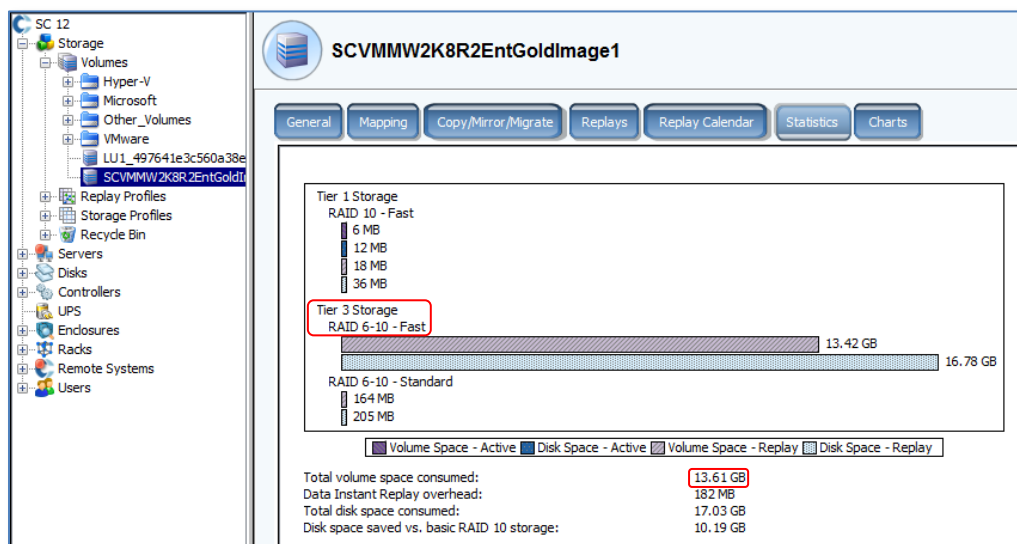 SC 12
Storage
Volumes
Hyper-V
Microsoft
Other_Volumes
VMware
LU1_497641e3c560a38e
SCVMMW2K8R2EntGoldI
Replay Profiles
Storage Profiles
Recycle Bin
Servers
Disks
Controllers
UPS
Enclosures
Racks
Remote Systems
Users
SCVMMW2K8R2EntGoldImage1
General Mapping Copy/Mirror/Migrate Replays Replay Calendar Statistics Charts
Tier 1 Storage
RAID 10 - Fast
6 MB
12 MB
18 MB
36 MB
Tier 3 Storage
RAID 6-10 - Fast
13.42 GB
16.78 GB
RAID 6-10 - Standard
164 MB
205 MB
Volume Space - Active Disk Space - Active Volume Space - Replay Disk Space - Replay
Total volume space consumed: 13.61 GB
Data Instant Replay overhead: 182 MB
Total disk space consumed: 17.03 GB
Disk space saved vs. basic RAID 10 storage: 10.19 GB